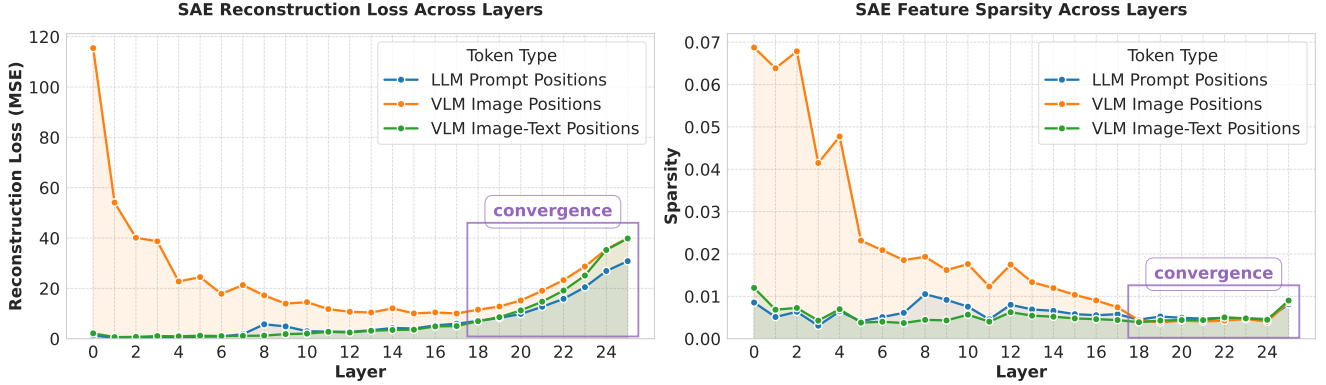 SAE Reconstruction Loss Across Layers
Reconstruction Loss (MSE)
120
100
80
60
40
20
0
Token Type
LLM Prompt Positions
VLM Image Positions
VLM Image-Text Positions
convergence
0 2 4 6 8 10 12 14 16 18 20 22 24
Layer
SAE Feature Sparsity Across Layers
Sparsity
0.07
0.06
0.05
0.04
0.03
0.02
0.01
0.00
Token Type
LLM Prompt Positions
VLM Image Positions
VLM Image-Text Positions
convergence
0 2 4 6 8 10 12 14 16 18 20 22 24
Layer